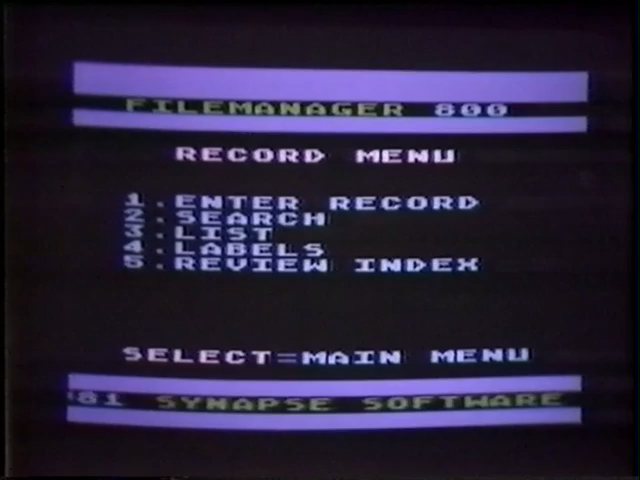 FILEMANAGER 800
RECORD MENU
1.ENTER RECORD
2.SEARCH
3.LIST
4.LABELS
5.REVIEW INDEX
SELECT=MAIN MENU
'81 SYNAPSE SOFTWARE